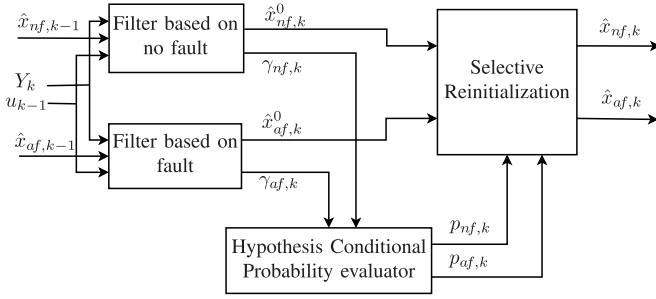 x̂_{nf,k−1}
Filter based on
no fault
x̂^0_{nf,k}
γ_{nf,k}
Y_k
u_{k−1}
x̂_{af,k−1}
Filter based on
fault
x̂^0_{af,k}
γ_{af,k}
Selective
Reinitialization
x̂_{nf,k}
x̂_{af,k}
Hypothesis Conditional
Probability evaluator
p_{nf,k}
p_{af,k}